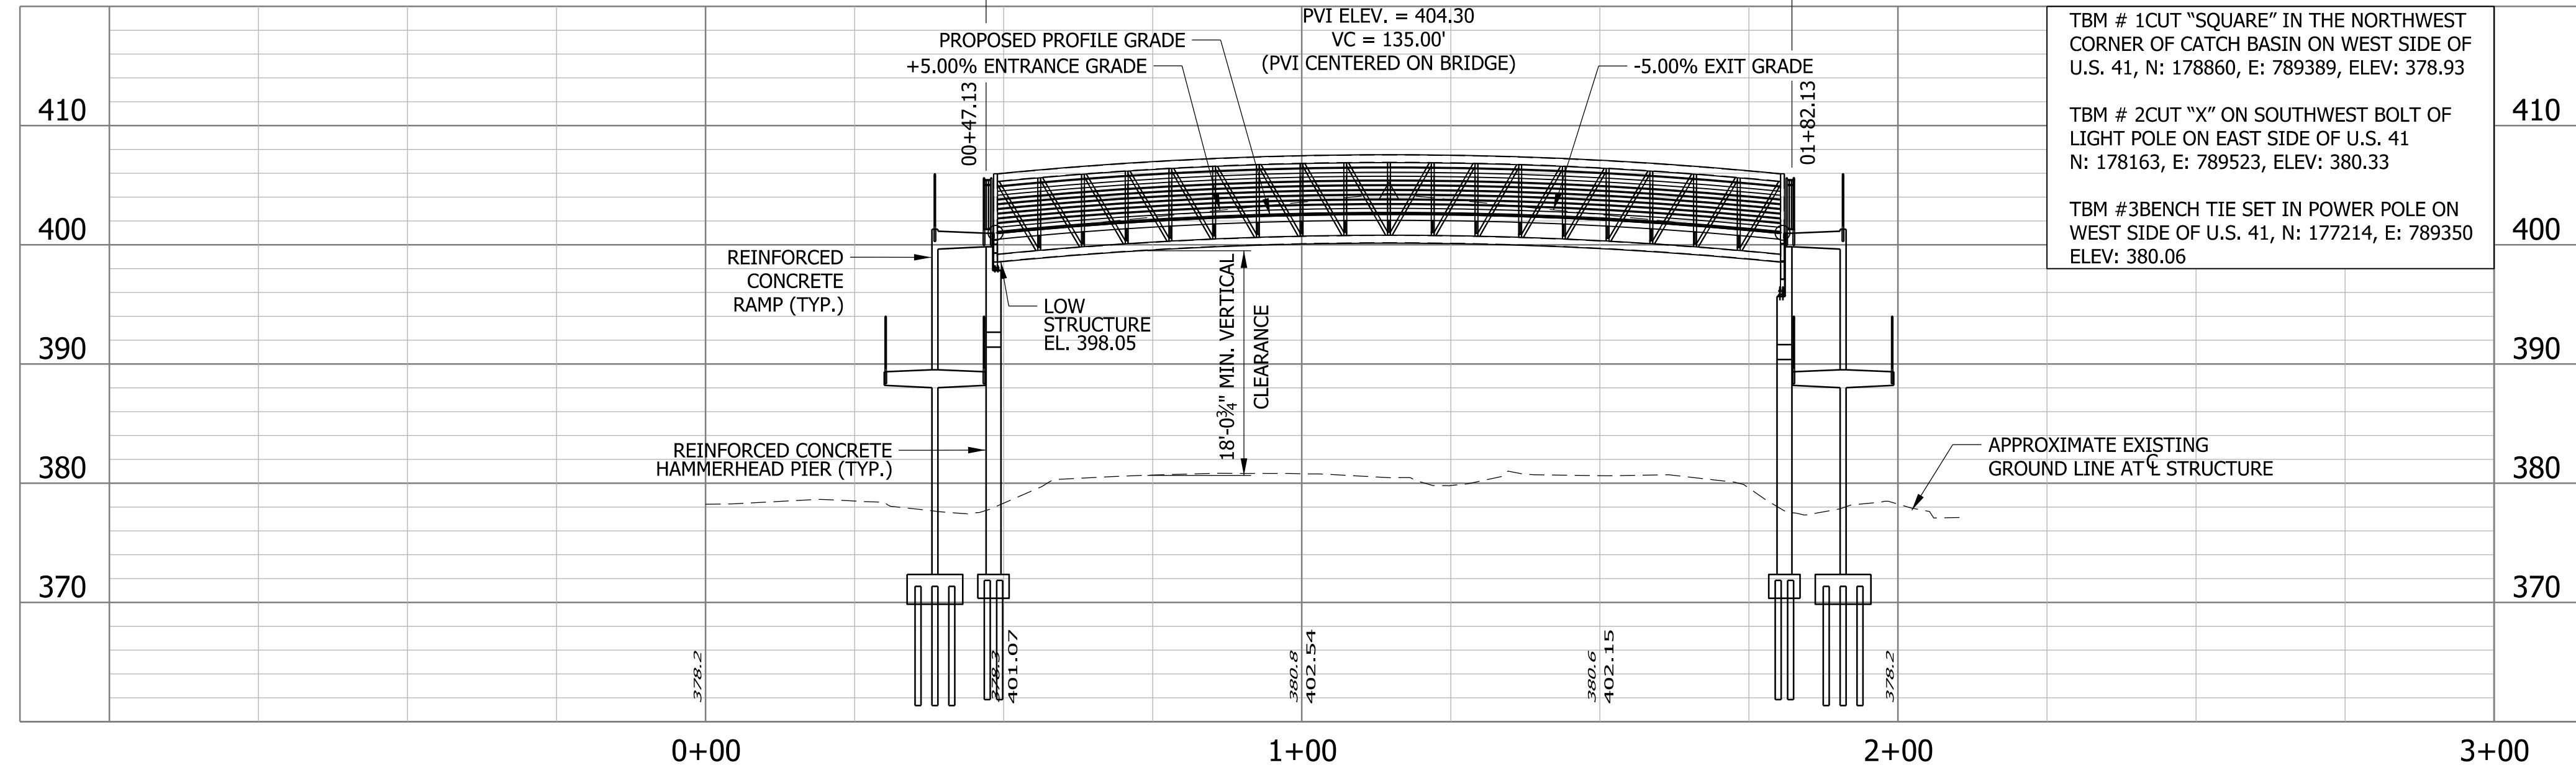 PVI ELEV. = 404.30
VC = 135.00'
(PVI CENTERED ON BRIDGE)
PROPOSED PROFILE GRADE
+5.00% ENTRANCE GRADE
-5.00% EXIT GRADE
00+47.13
01+82.13
TBM # 1CUT “SQUARE” IN THE NORTHWEST
CORNER OF CATCH BASIN ON WEST SIDE OF
U.S. 41, N: 178860, E: 789389, ELEV: 378.93
TBM # 2CUT “X” ON SOUTHWEST BOLT OF
LIGHT POLE ON EAST SIDE OF U.S. 41
N: 178163, E: 789523, ELEV: 380.33
TBM #3BENCH TIE SET IN POWER POLE ON
WEST SIDE OF U.S. 41, N: 177214, E: 789350
ELEV: 380.06
410
410
400
400
390
390
380
380
370
370
REINFORCED
CONCRETE
RAMP (TYP.)
LOW
STRUCTURE
EL. 398.05
18'-0¾" MIN. VERTICAL
CLEARANCE
REINFORCED CONCRETE
HAMMERHEAD PIER (TYP.)
APPROXIMATE EXISTING
GROUND LINE AT ℄ STRUCTURE
378.2
378.3
401.07
380.8
402.54
380.6
402.15
378.2
0+00
1+00
2+00
3+00